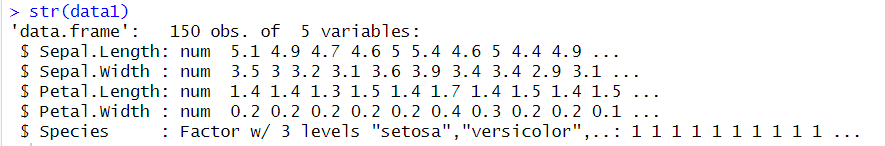 > str(data1)
'data.frame':   150 obs. of  5 variables:
 $ Sepal.Length: num  5.1 4.9 4.7 4.6 5 5.4 4.6 5 4.4 4.9 ...
 $ Sepal.Width : num  3.5 3 3.2 3.1 3.6 3.9 3.4 3.4 2.9 3.1 ...
 $ Petal.Length: num  1.4 1.4 1.3 1.5 1.4 1.7 1.4 1.5 1.4 1.5 ...
 $ Petal.Width : num  0.2 0.2 0.2 0.2 0.2 0.4 0.3 0.2 0.2 0.1 ...
 $ Species     : Factor w/ 3 levels "setosa","versicolor",..: 1 1 1 1 1 1 1 1 1 1 ...